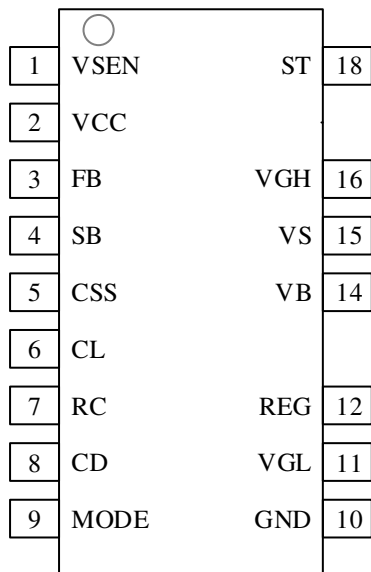 1 VSEN ST 18
2 VCC
3 FB VGH 16
4 SB VS 15
5 CSS VB 14
6 CL
7 RC REG 12
8 CD VGL 11
9 MODE GND 10